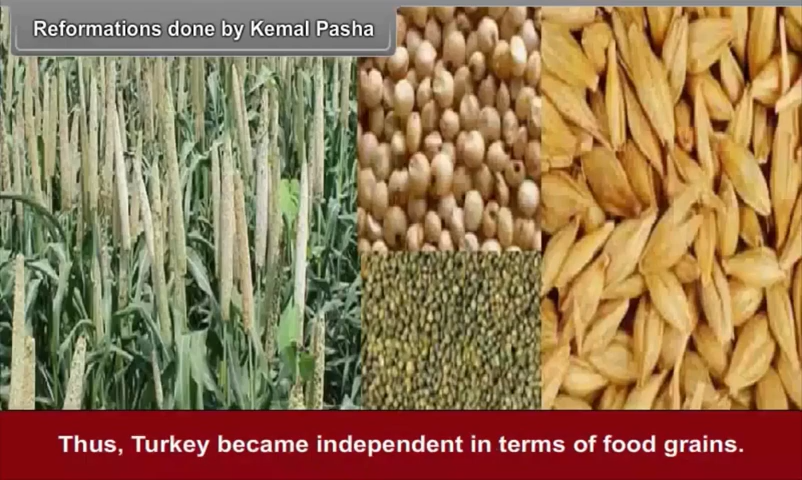 Reformations done by Kemal Pasha
Thus, Turkey became independent in terms of food grains.